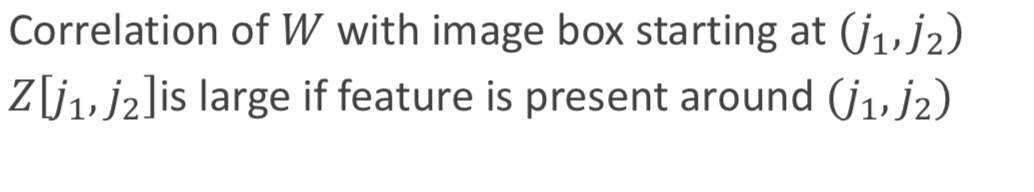 Correlation of W with image box starting at (j₁, j₂)
Z[j₁, j₂]is large if feature is present around (j₁, j₂)